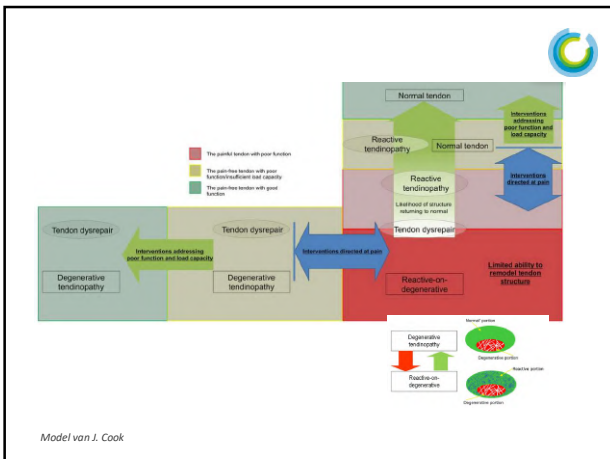 Normal tendon
Reactive
tendinopathy
Normal tendon
Interventions
addressing
poor function and
load capacity
The painful tendon with poor function
The pain-free tendon with poor
function/insufficient load capacity
The pain-free tendon with good
function
Reactive
tendinopathy
Likelihood of structure
returning to normal
Interventions
directed at pain
Tendon dysrepair
Tendon dysrepair
Tendon dysrepair
Interventions addressing
poor function and load capacity
Interventions directed at pain
Degenerative
tendinopathy
Degenerative
tendinopathy
Reactive-on-
degenerative
Limited ability to
remodel tendon
structure
Normal portion
Degenerative
tendinopathy
Degenerative portion
Reactive portion
Reactive-on-
degenerative
Degenerative portion
Model van J. Cook